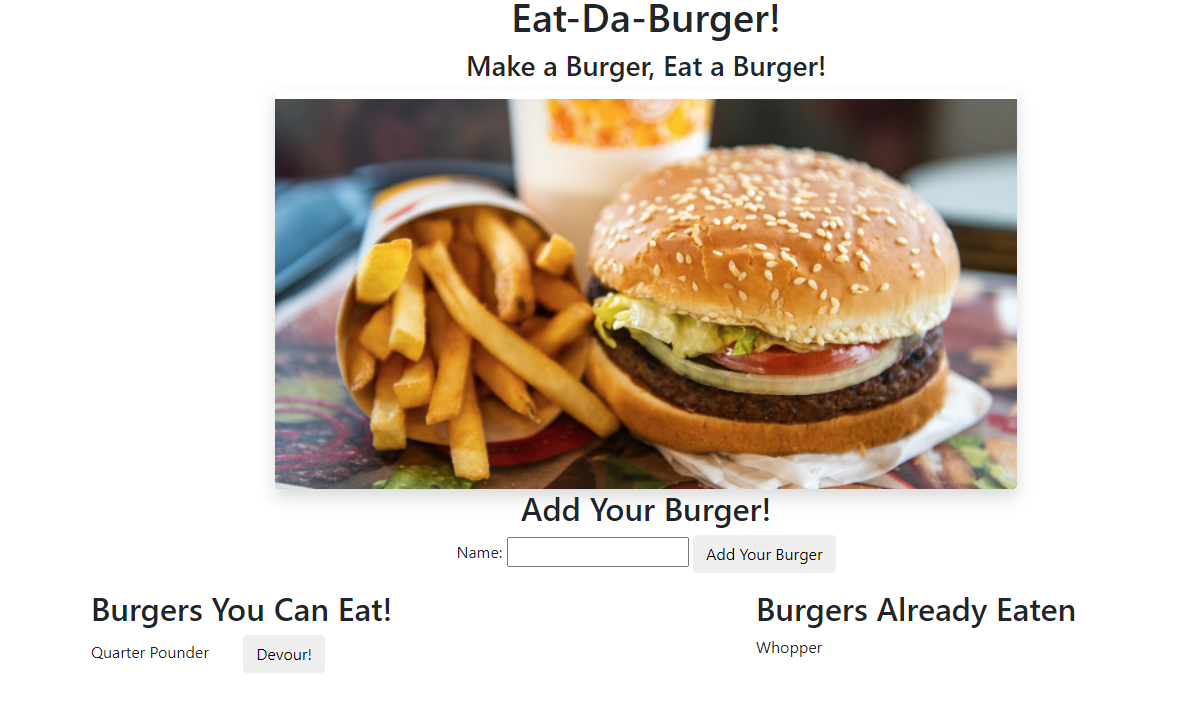 Eat-Da-Burger!
Make a Burger, Eat a Burger!
Add Your Burger!
Name: Add Your Burger
Burgers You Can Eat!
Quarter Pounder Devour!
Burgers Already Eaten
Whopper